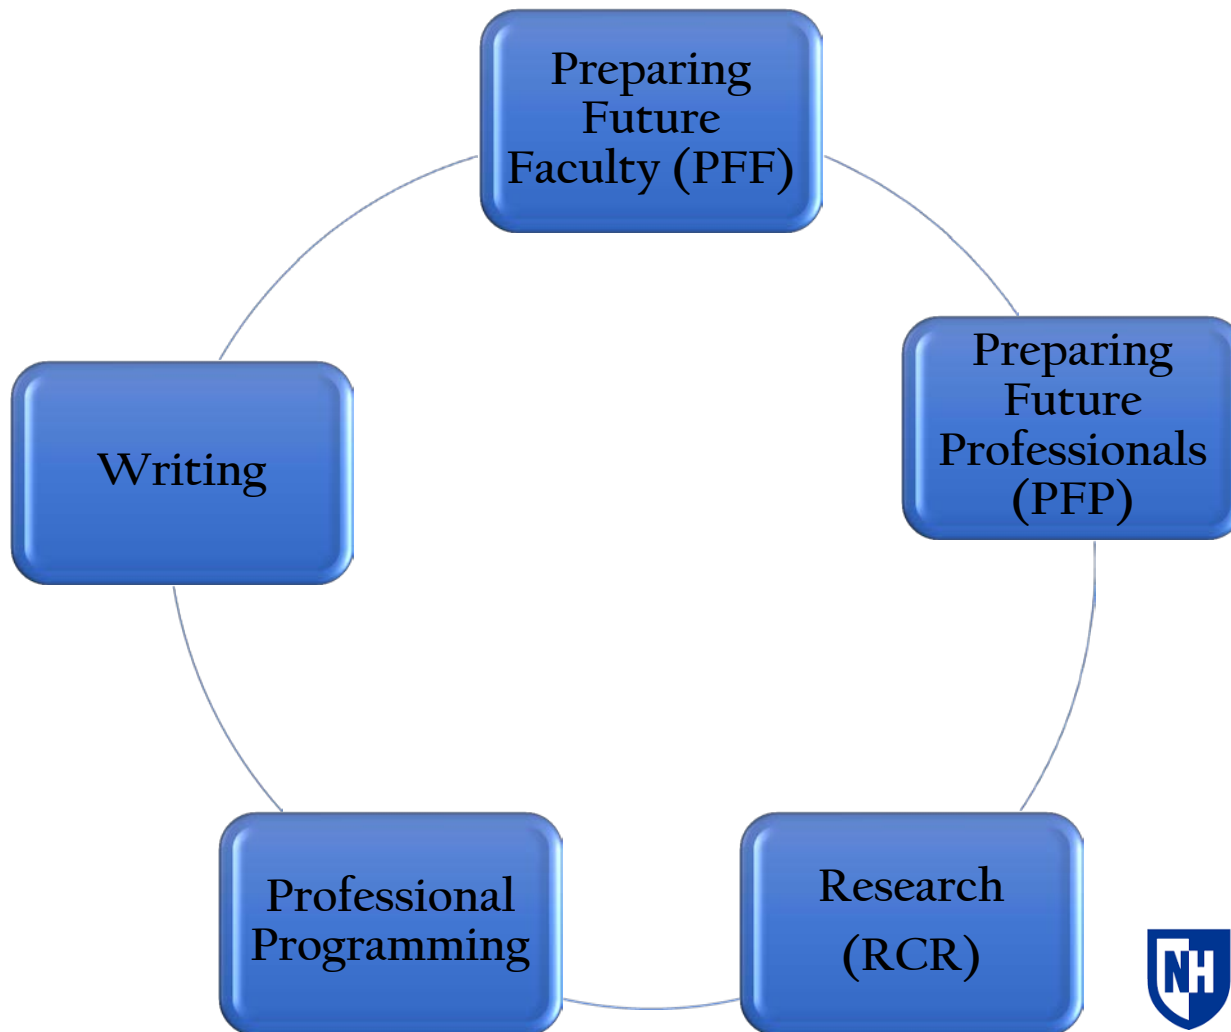 Preparing
Future
Faculty (PFF)
Preparing
Future
Professionals
(PFP)
Writing
Professional
Programming
Research
(RCR)
NH